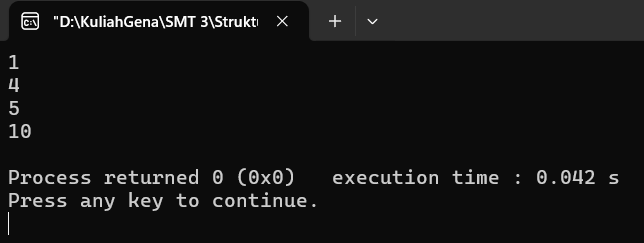 "D:\KuliahGena\SMT 3\Struktu
1
4
5
10
Process returned 0 (0x0)   execution time : 0.042 s
Press any key to continue.